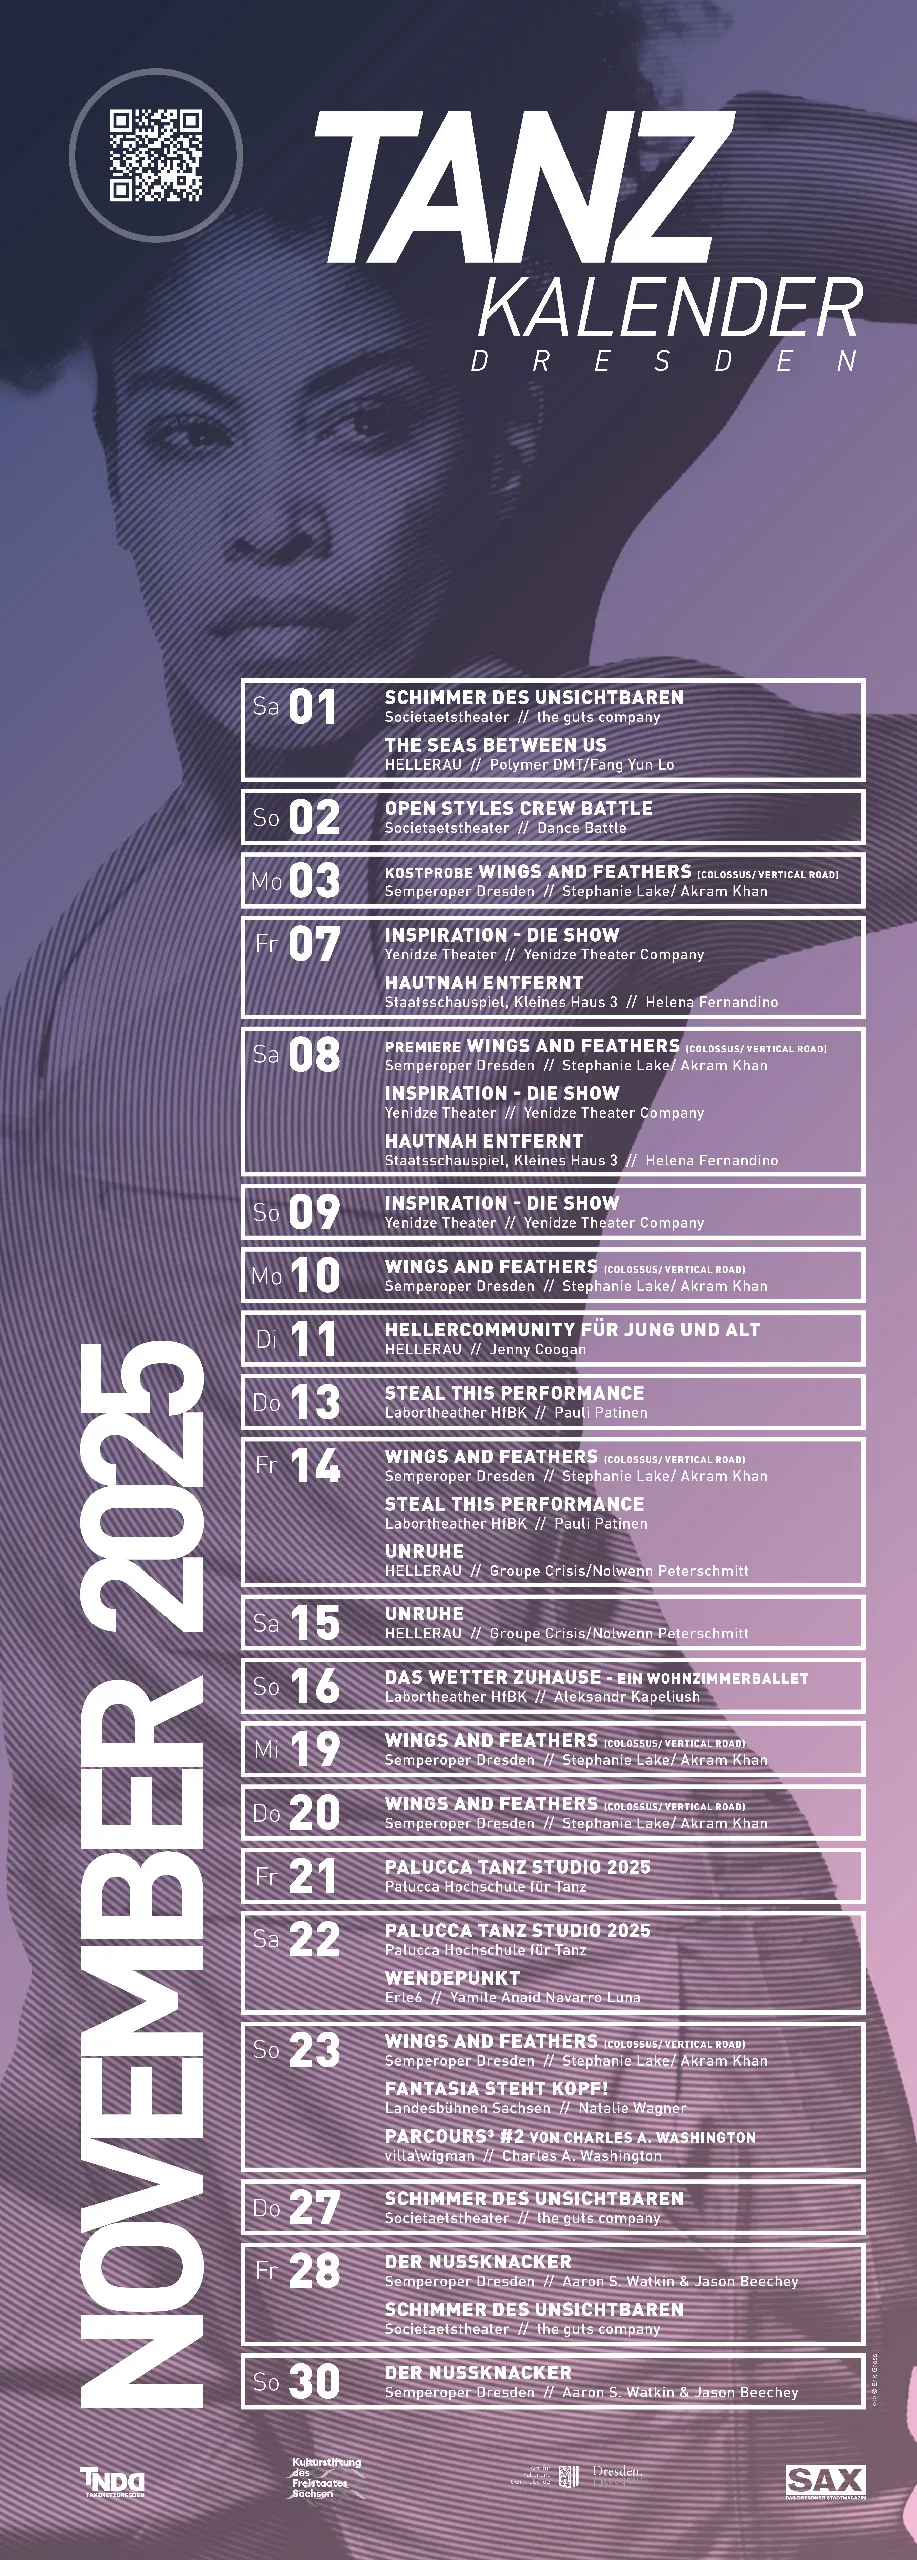 TANZ
KALENDER
DRESDEN
NOVEMBER 2025
Sa 01
SCHIMMER DES UNSICHTBAREN
Societaetstheater // the guts company
THE SEAS BETWEEN US
HELLERAU // Polymer DMT/Fang Yun Lo
So 02
OPEN STYLES CREW BATTLE
Societaetstheater // Dance Battle
Mo 03
KOSTPROBE WINGS AND FEATHERS (COLOSSUS/ VERTICAL ROAD)
Semperoper Dresden // Stephanie Lake/ Akram Khan
Fr 07
INSPIRATION - DIE SHOW
Yenidze Theater // Yenidze Theater Company
HAUTNAH ENTFERNT
Staatsschauspiel, Kleines Haus 3 // Helena Fernandino
Sa 08
PREMIERE WINGS AND FEATHERS (COLOSSUS/ VERTICAL ROAD)
Semperoper Dresden // Stephanie Lake/ Akram Khan
INSPIRATION - DIE SHOW
Yenidze Theater // Yenidze Theater Company
HAUTNAH ENTFERNT
Staatsschauspiel, Kleines Haus 3 // Helena Fernandino
So 09
INSPIRATION - DIE SHOW
Yenidze Theater // Yenidze Theater Company
Mo 10
WINGS AND FEATHERS (COLOSSUS/ VERTICAL ROAD)
Semperoper Dresden // Stephanie Lake/ Akram Khan
Di 11
HELLERCOMMUNITY FÜR JUNG UND ALT
HELLERAU // Jenny Coogan
Do 13
STEAL THIS PERFORMANCE
Labortheather HfBK // Pauli Patinen
Fr 14
WINGS AND FEATHERS (COLOSSUS/ VERTICAL ROAD)
Semperoper Dresden // Stephanie Lake/ Akram Khan
STEAL THIS PERFORMANCE
Labortheather HfBK // Pauli Patinen
UNRUHE
HELLERAU // Groupe Crisis/Nolwenn Peterschmitt
Sa 15
UNRUHE
HELLERAU // Groupe Crisis/Nolwenn Peterschmitt
So 16
DAS WETTER ZUHAUSE - EIN WOHNZIMMERBALLET
Labortheather HfBK // Aleksandr Kapeliush
Mi 19
WINGS AND FEATHERS (COLOSSUS/ VERTICAL ROAD)
Semperoper Dresden // Stephanie Lake/ Akram Khan
Do 20
WINGS AND FEATHERS (COLOSSUS/ VERTICAL ROAD)
Semperoper Dresden // Stephanie Lake/ Akram Khan
Fr 21
PALUCCA TANZ STUDIO 2025
Palucca Hochschule für Tanz
Sa 22
PALUCCA TANZ STUDIO 2025
Palucca Hochschule für Tanz
WENDEPUNKT
Erle6 // Yamile Anaid Navarro Luna
So 23
WINGS AND FEATHERS (COLOSSUS/ VERTICAL ROAD)
Semperoper Dresden // Stephanie Lake/ Akram Khan
FANTASIA STEHT KOPF!
Landesbühnen Sachsen // Natalie Wagner
PARCOURS³ #2 VON CHARLES A. WASHINGTON
villa\wigman // Charles A. Washington
Do 27
SCHIMMER DES UNSICHTBAREN
Societaetstheater // the guts company
Fr 28
DER NUSSKNACKER
Semperoper Dresden // Aaron S. Watkin & Jason Beechey
SCHIMMER DES UNSICHTBAREN
Societaetstheater // the guts company
So 30
DER NUSSKNACKER
Semperoper Dresden // Aaron S. Watkin & Jason Beechey
TNDD
TANZNETZDRESDEN
Kulturstiftung
des
Freistaates
Sachsen
Dresden.
SAX
DAS DRESDNER STADTMAGAZIN